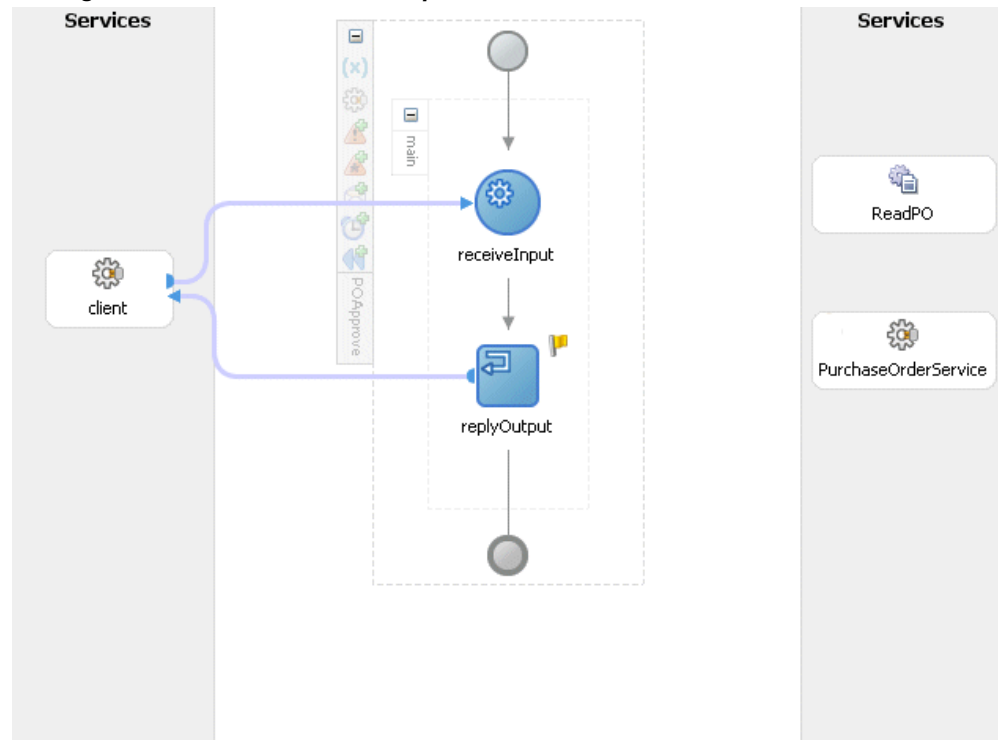 Services
Services
(x)
main
ReadPO
receiveInput
client
POApprove
PurchaseOrderService
replyOutput